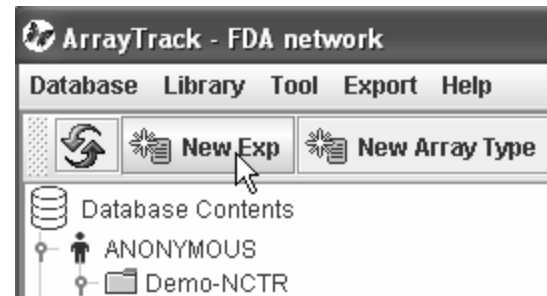 ArrayTrack - FDA network
Database Library Tool Export Help
New Exp New Array Type
Database Contents
ANONYMOUS
Demo-NCTR